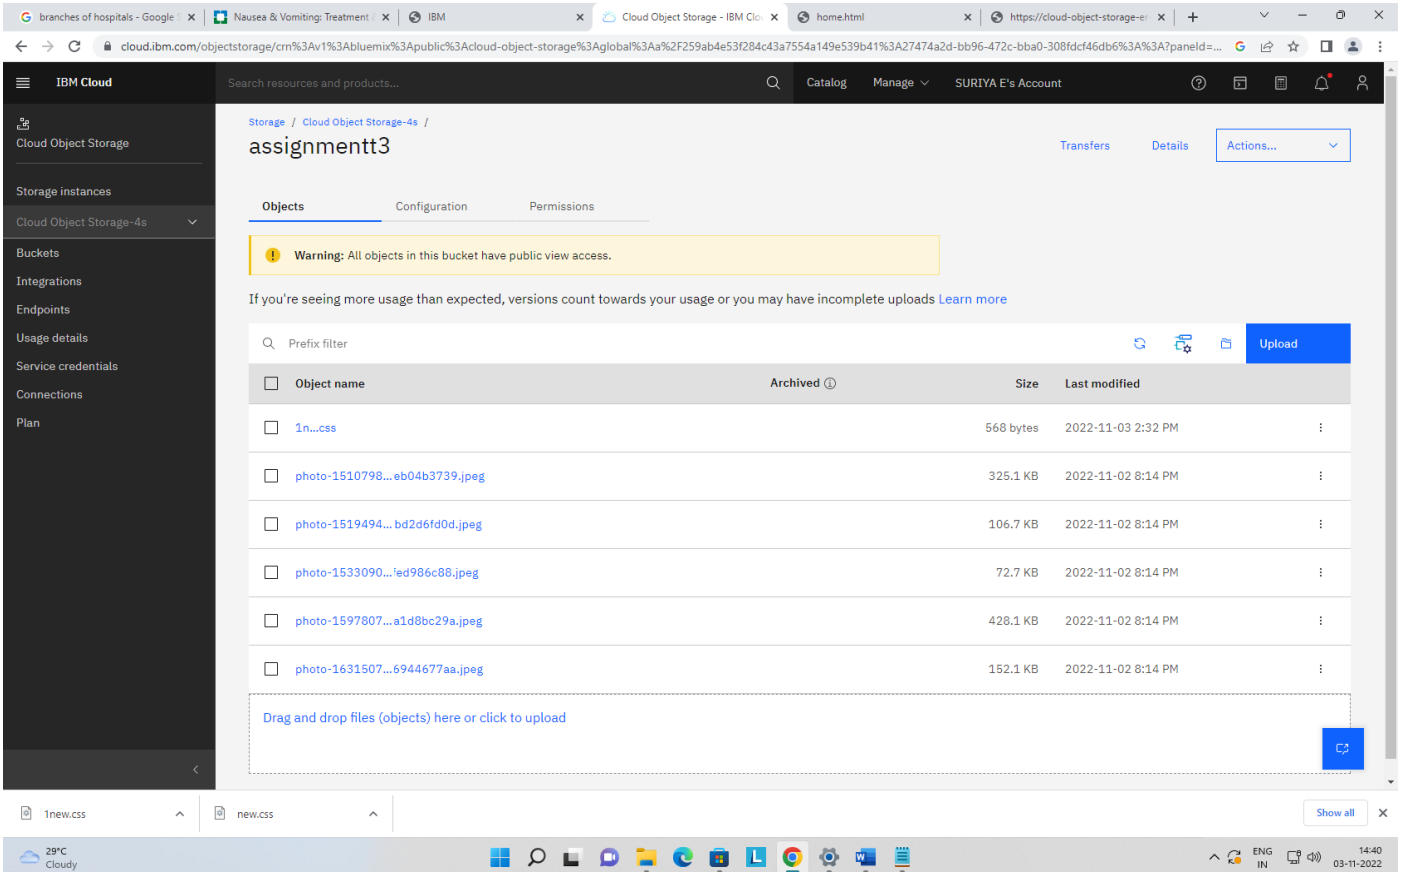 branches of hospitals - Google S
Nausea & Vomiting: Treatment &
IBM
Cloud Object Storage - IBM Clou
home.html
https://cloud-object-storage-er
cloud.ibm.com/objectstorage/crn%3Av1%3Abluemix%3Apublic%3Acloud-object-storage%3Aglobal%3Aa%2F259ab4e53f284c43a7554a149e539b41%3A27474a2d-bb96-472c-bba0-308fdcf46db6%3A%3A?paneId=...
IBM Cloud
Search resources and products...
Catalog
Manage
SURIYA E's Account
Cloud Object Storage
Storage instances
Cloud Object Storage-4s
Buckets
Integrations
Endpoints
Usage details
Service credentials
Connections
Plan
Storage / Cloud Object Storage-4s /
assignmentt3
Transfers
Details
Actions...
Objects
Configuration
Permissions
Warning: All objects in this bucket have public view access.
If you're seeing more usage than expected, versions count towards your usage or you may have incomplete uploads Learn more
Prefix filter
Upload
Object name Archived Size Last modified
1n...css 568 bytes 2022-11-03 2:32 PM
photo-1510798...eb04b3739.jpeg 325.1 KB 2022-11-02 8:14 PM
photo-1519494...bd2d6fd0d.jpeg 106.7 KB 2022-11-02 8:14 PM
photo-1533090...fed986c88.jpeg 72.7 KB 2022-11-02 8:14 PM
photo-1597807...a1d8bc29a.jpeg 428.1 KB 2022-11-02 8:14 PM
photo-1631507...6944677aa.jpeg 152.1 KB 2022-11-02 8:14 PM
Drag and drop files (objects) here or click to upload
1new.css
new.css
Show all
29°C
Cloudy
ENG
IN
14:40
03-11-2022